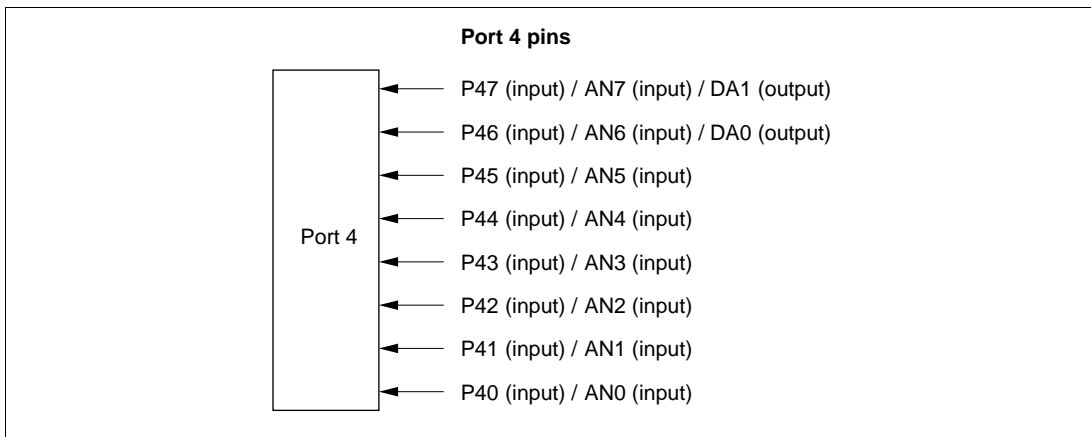 Port 4 pins
P47 (input) / AN7 (input) / DA1 (output)
P46 (input) / AN6 (input) / DA0 (output)
P45 (input) / AN5 (input)
P44 (input) / AN4 (input)
Port 4
P43 (input) / AN3 (input)
P42 (input) / AN2 (input)
P41 (input) / AN1 (input)
P40 (input) / AN0 (input)